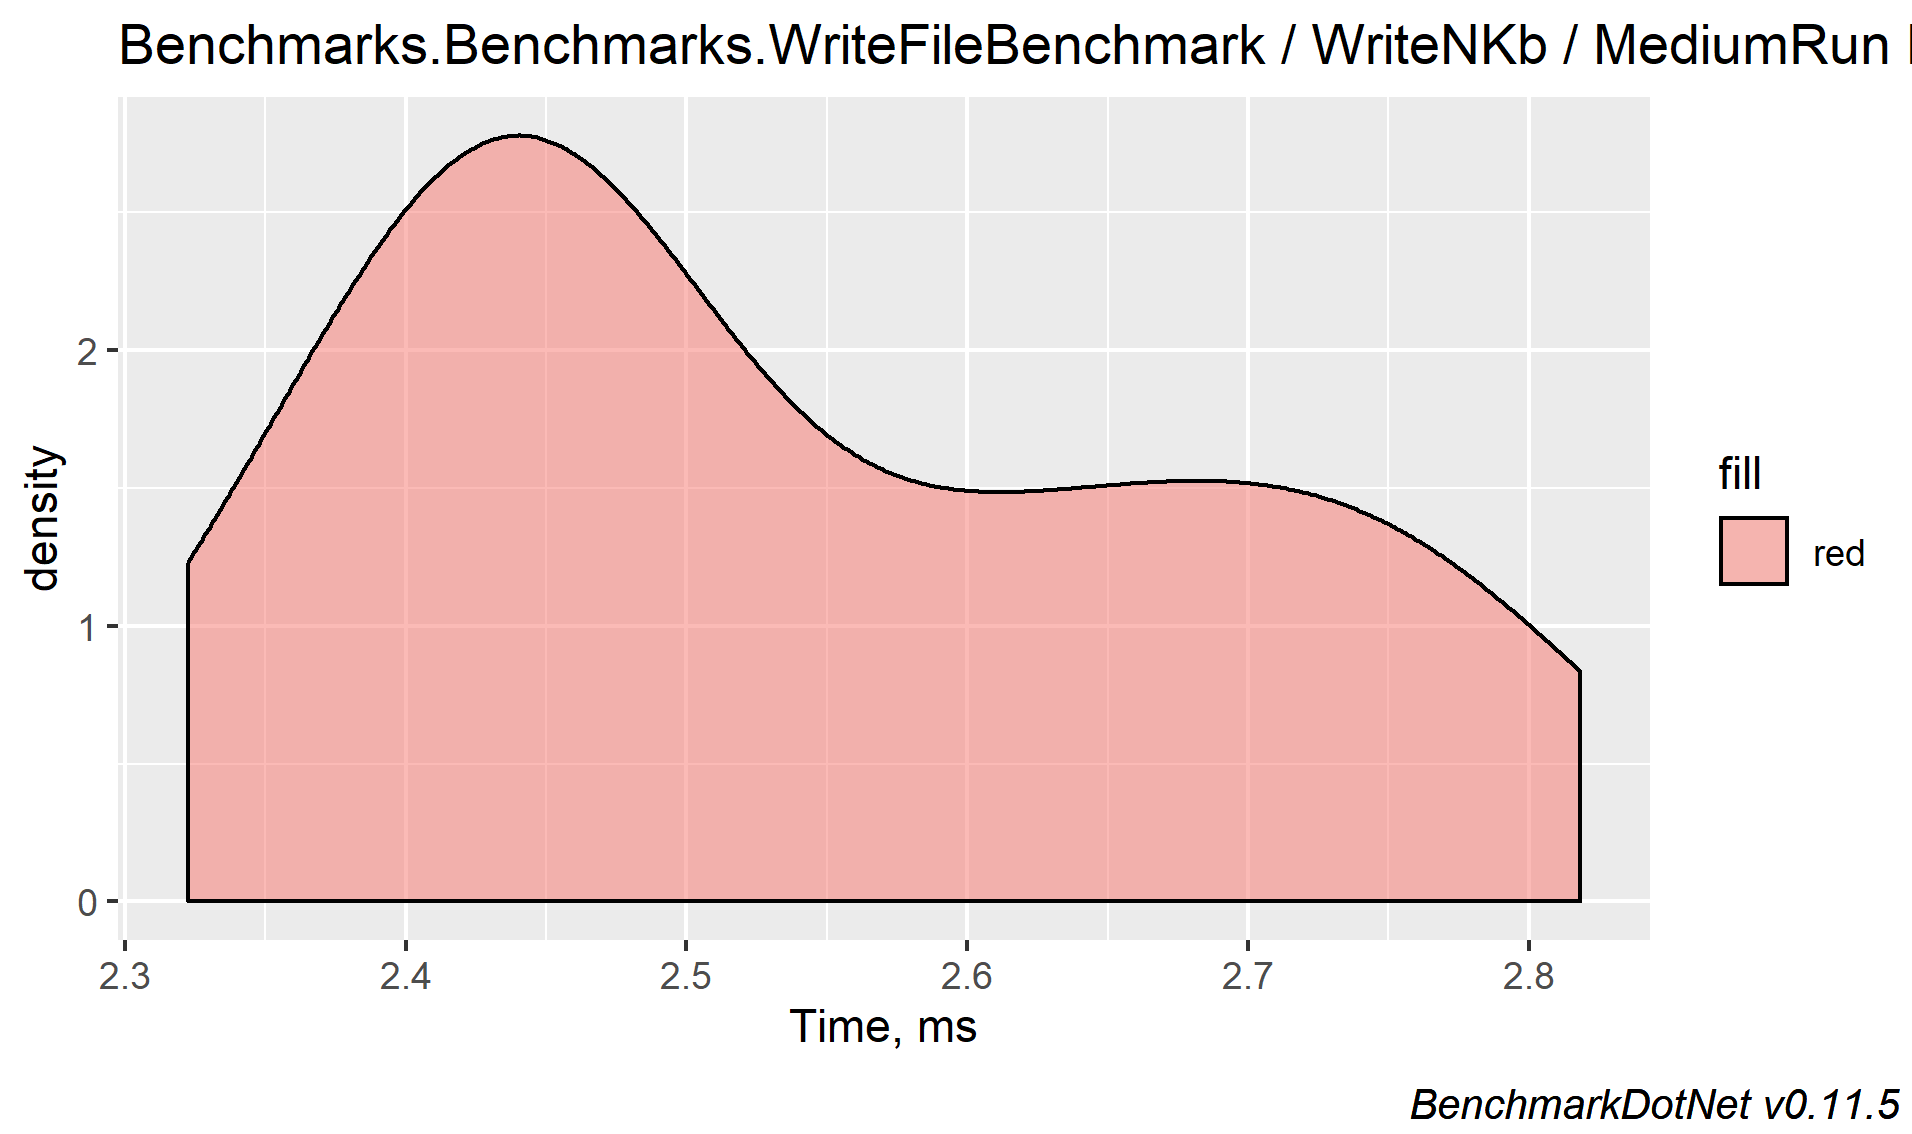 Benchmarks.Benchmarks.WriteFileBenchmark / WriteNKb / MediumRun
density
2
1
0
2.3 2.4 2.5 2.6 2.7 2.8
Time, ms
fill
red
BenchmarkDotNet v0.11.5